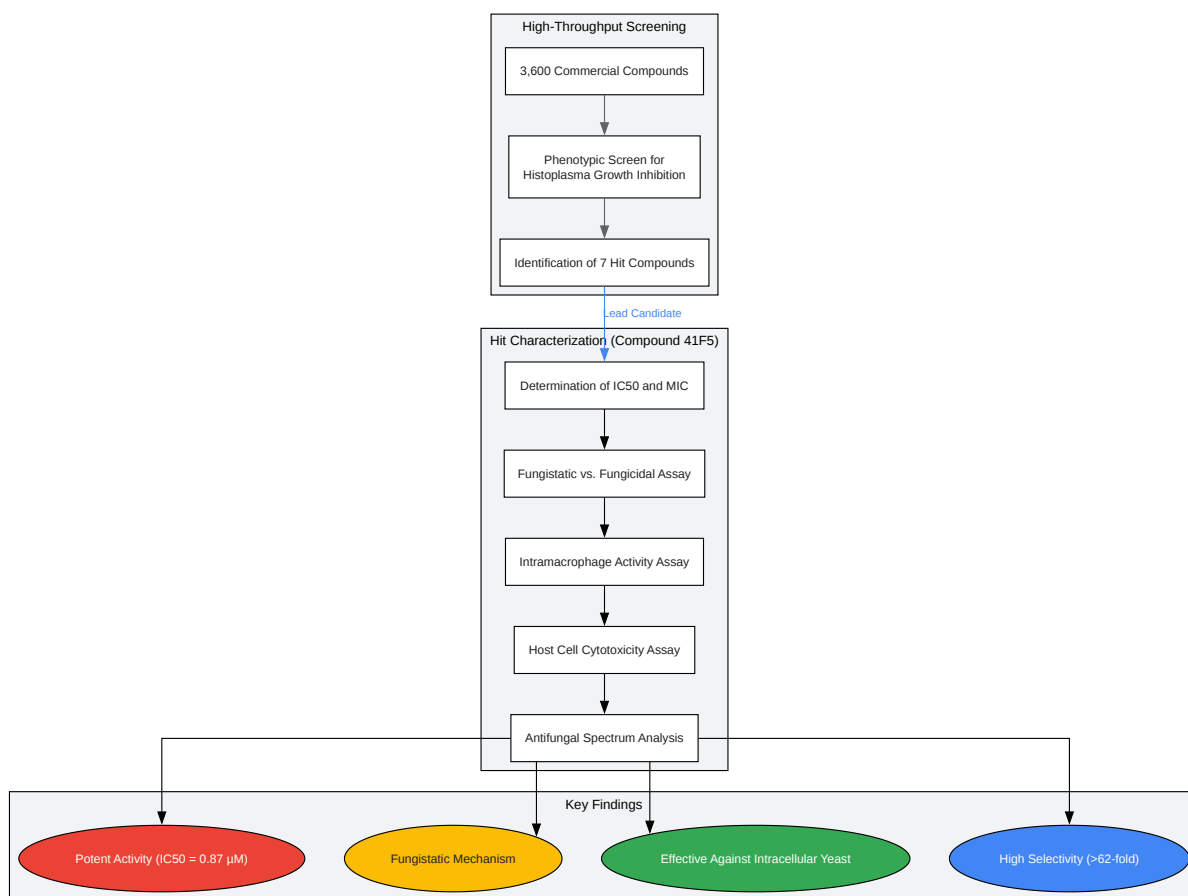 High-Throughput Screening
3,600 Commercial Compounds
Phenotypic Screen for
Histoplasma Growth Inhibition
Identification of 7 Hit Compounds
Lead Candidate
Hit Characterization (Compound 41F5)
Determination of IC50 and MIC
Fungistatic vs. Fungicidal Assay
Intramacrophage Activity Assay
Host Cell Cytotoxicity Assay
Antifungal Spectrum Analysis
Key Findings
Potent Activity (IC50 = 0.87 µM)
Fungistatic Mechanism
Effective Against Intracellular Yeast
High Selectivity (>62-fold)